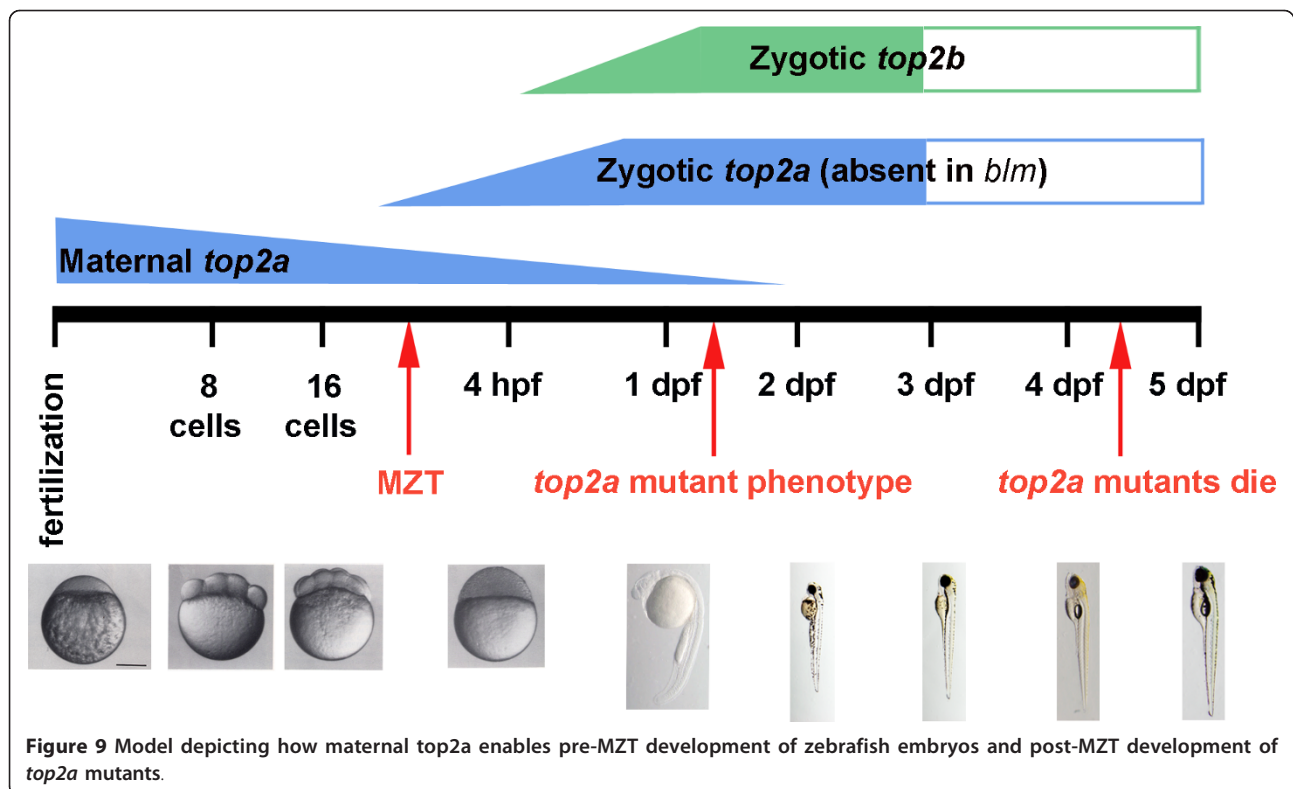 Zygotic top2b
Zygotic top2a (absent in blm)
Maternal top2a
fertilization
8
cells
16
cells
4 hpf
1 dpf
2 dpf
3 dpf
4 dpf
5 dpf
MZT
top2a mutant phenotype
top2a mutants die
Figure 9 Model depicting how maternal top2a enables pre-MZT development of zebrafish embryos and post-MZT development of
top2a mutants.